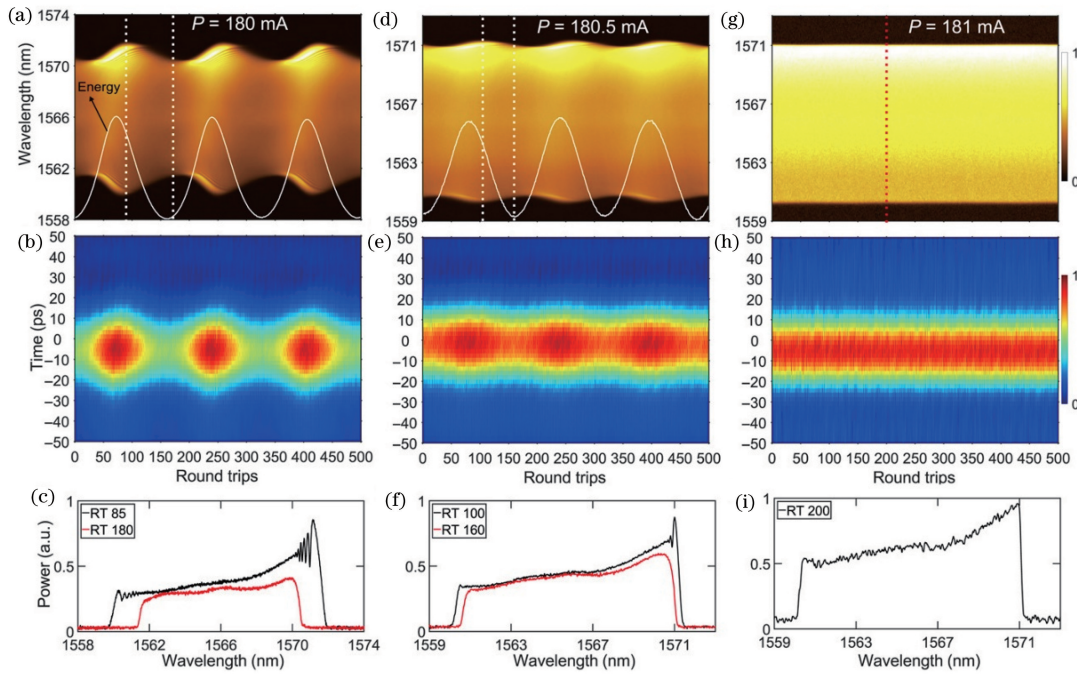 (a)
P = 180 mA
1574
1570
1566
1562
1558
Wavelength (nm)
Energy
(d)
P = 180.5 mA
1571
1567
1563
1559
(g)
P = 181 mA
1571
1567
1563
1559
1
0
(b)
50
40
30
20
10
0
−10
−20
−30
−40
−50
Time (ps)
0 50 100 150 200 250 300 350 400 450 500
Round trips
(e)
50
40
30
20
10
0
−10
−20
−30
−40
−50
0 50 100 150 200 250 300 350 400 450 500
Round trips
(h)
50
40
30
20
10
0
−10
−20
−30
−40
−50
0 50 100 150 200 250 300 350 400 450 500
Round trips
1
0
(c)
RT 85
RT 180
1
0.5
0
Power (a.u.)
1558 1562 1566 1570 1574
Wavelength (nm)
(f)
RT 100
RT 160
1
0.5
0
1559 1563 1567 1571
Wavelength (nm)
(i)
RT 200
1
0.5
0
1559 1563 1567 1571
Wavelength (nm)